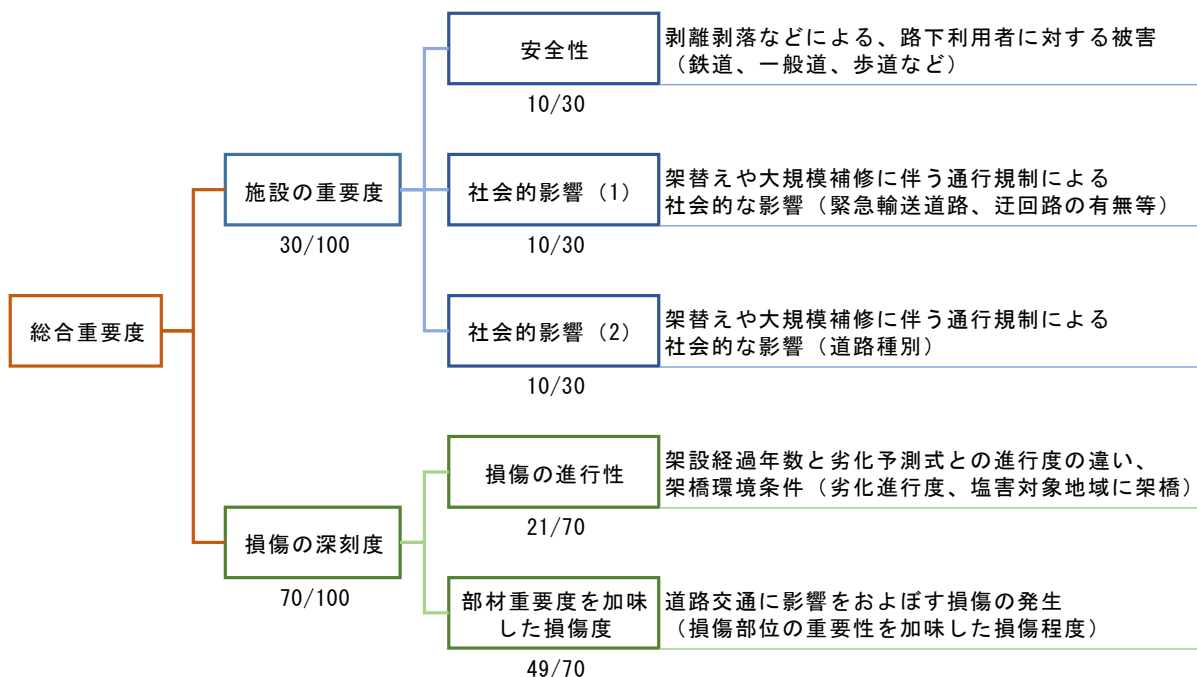 総合重要度
施設の重要度
30/100
安全性
10/30
剥離剥落などによる、路下利用者に対する被害
（鉄道、一般道、歩道など）
社会的影響（1）
10/30
架替えや大規模補修に伴う通行規制による
社会的な影響（緊急輸送道路、迂回路の有無等）
社会的影響（2）
10/30
架替えや大規模補修に伴う通行規制による
社会的な影響（道路種別）
損傷の深刻度
70/100
損傷の進行性
21/70
架設経過年数と劣化予測式との進行度の違い、
架橋環境条件（劣化進行度、塩害対象地域に架橋）
部材重要度を加味
した損傷度
49/70
道路交通に影響をおよぼす損傷の発生
（損傷部位の重要性を加味した損傷程度）